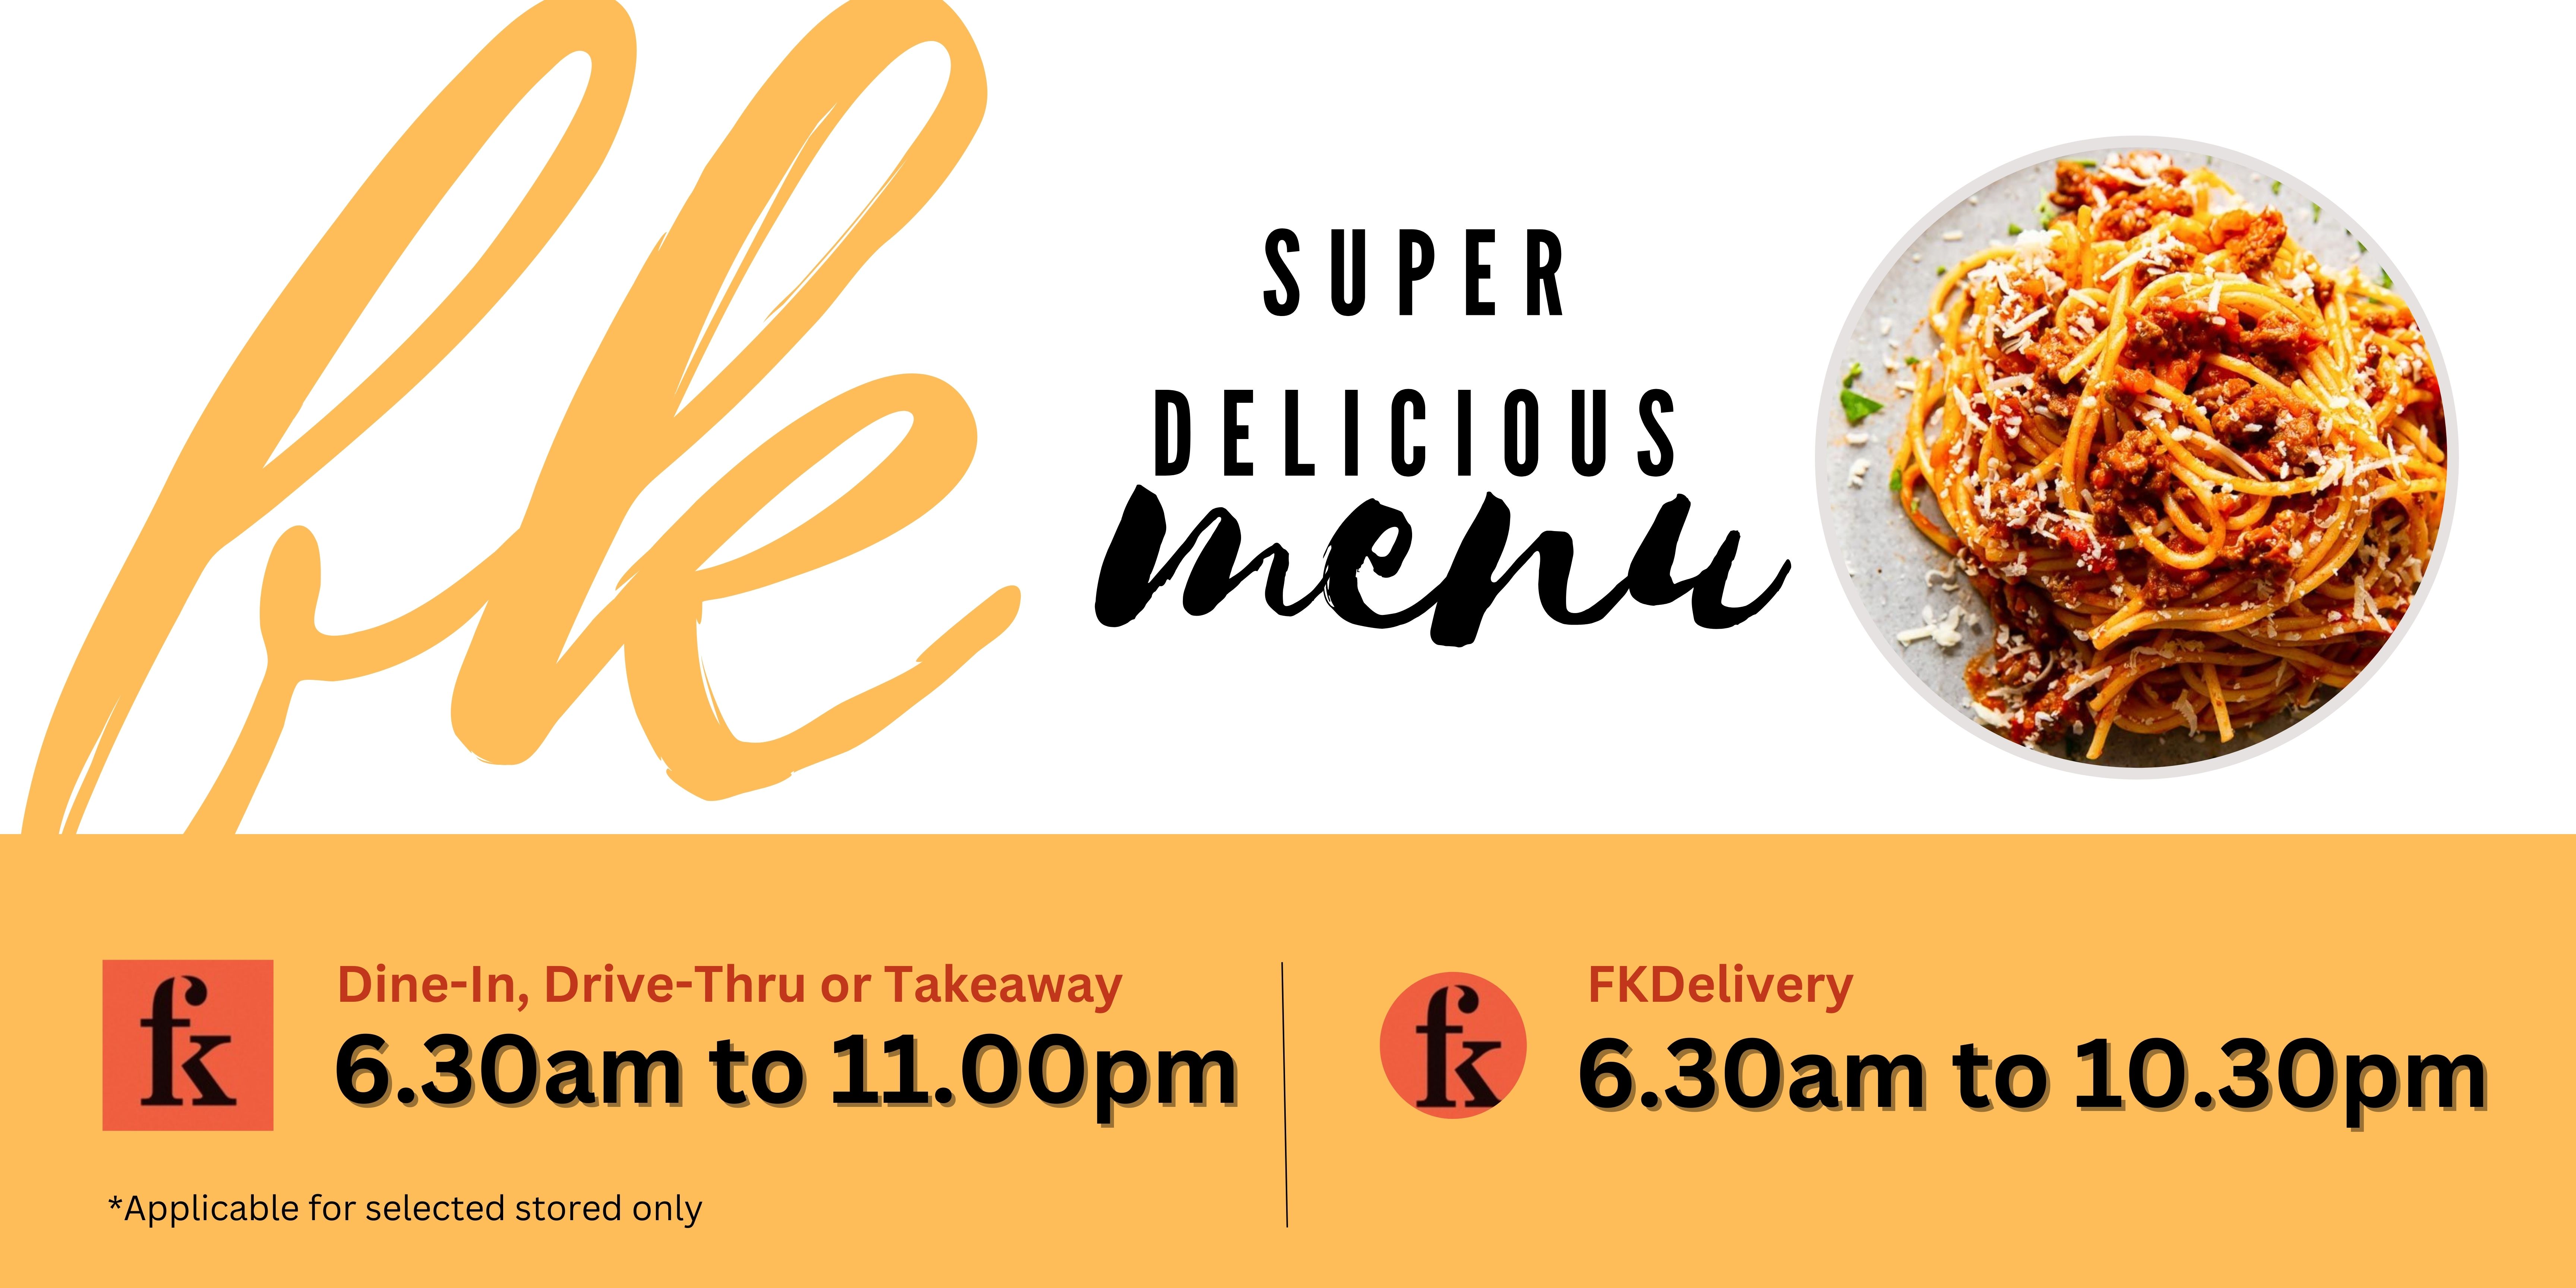 fk
SUPER
DELICIOUS
menu
fk
Dine-In, Drive-Thru or Takeaway
6.30am to 11.00pm
fk
FKDelivery
6.30am to 10.30pm
*Applicable for selected stored only